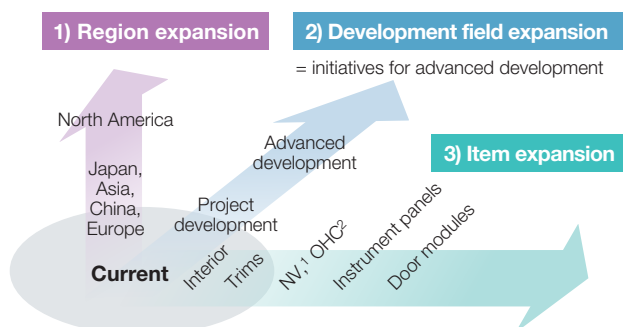 1) Region expansion
2) Development field expansion
= initiatives for advanced development
North America
Advanced
development
3) Item expansion
Japan,
Asia,
China,
Europe
Project
development
Current
Interior
Trims
NV,¹ OHC²
Instrument panels
Door modules